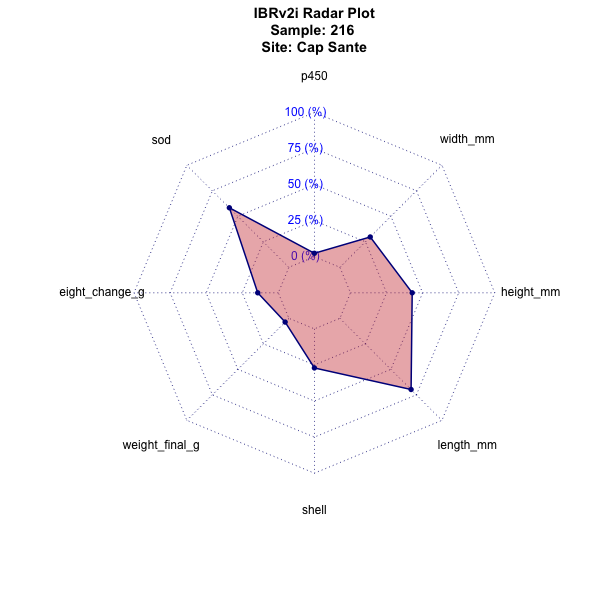 IBRv2i Radar Plot
Sample: 216
Site: Cap Sante
p450
100 (%)
sod
width_mm
75 (%)
50 (%)
25 (%)
0 (%)
eight_change_g
height_mm
weight_final_g
length_mm
shell